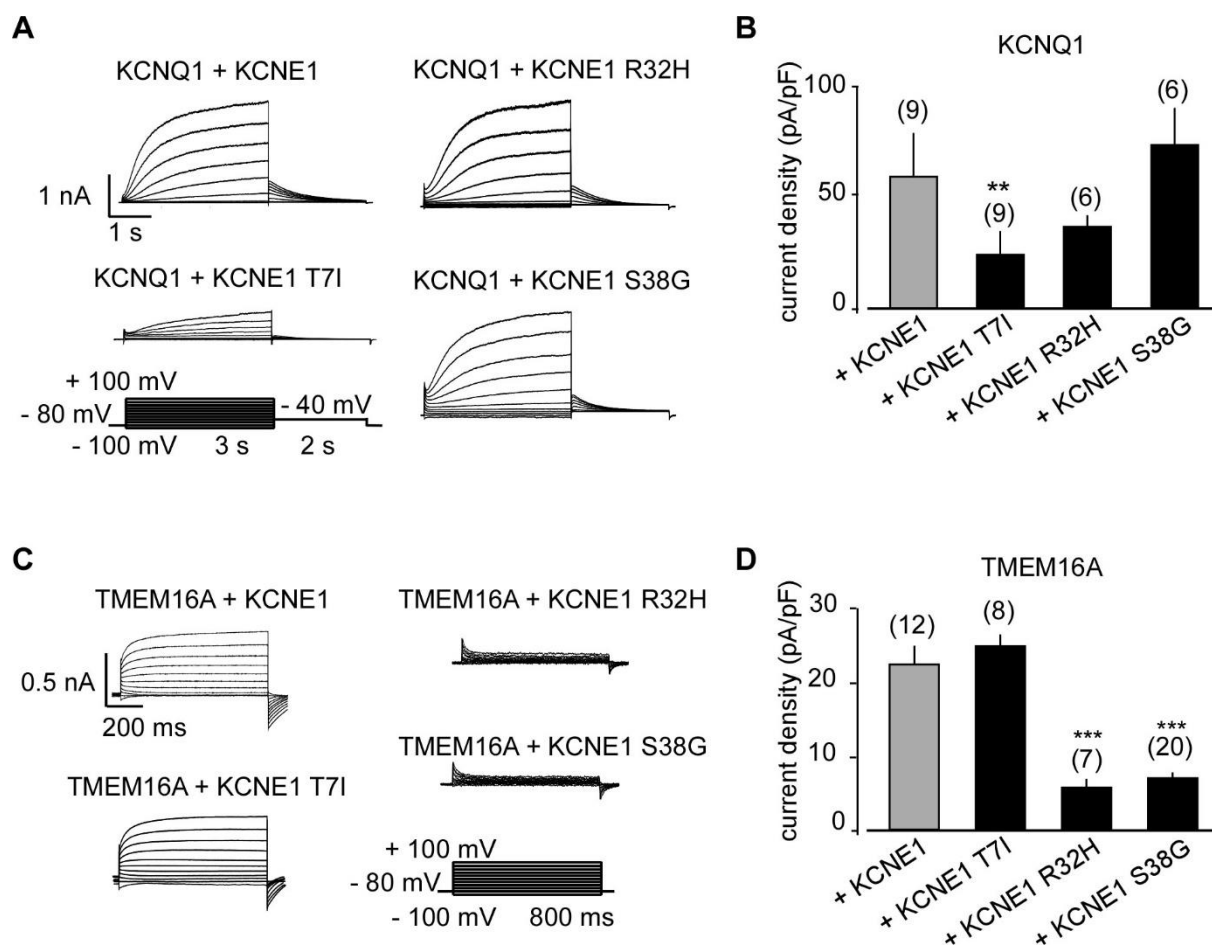 A
KCNQ1 + KCNE1
KCNQ1 + KCNE1 R32H
1 nA
1 s
KCNQ1 + KCNE1 T7I
KCNQ1 + KCNE1 S38G
+ 100 mV
- 80 mV
- 40 mV
- 100 mV
3 s
2 s
B
KCNQ1
current density (pA/pF)
100
50
0
(9)
**
(9)
(6)
(6)
+ KCNE1
+ KCNE1 T7I
+ KCNE1 R32H
+ KCNE1 S38G
C
TMEM16A + KCNE1
TMEM16A + KCNE1 R32H
0.5 nA
200 ms
TMEM16A + KCNE1 S38G
TMEM16A + KCNE1 T7I
+ 100 mV
- 80 mV
- 100 mV
800 ms
D
TMEM16A
current density (pA/pF)
30
20
10
0
(12)
(8)
***
(7)
***
(20)
+ KCNE1
+ KCNE1 T7I
+ KCNE1 R32H
+ KCNE1 S38G